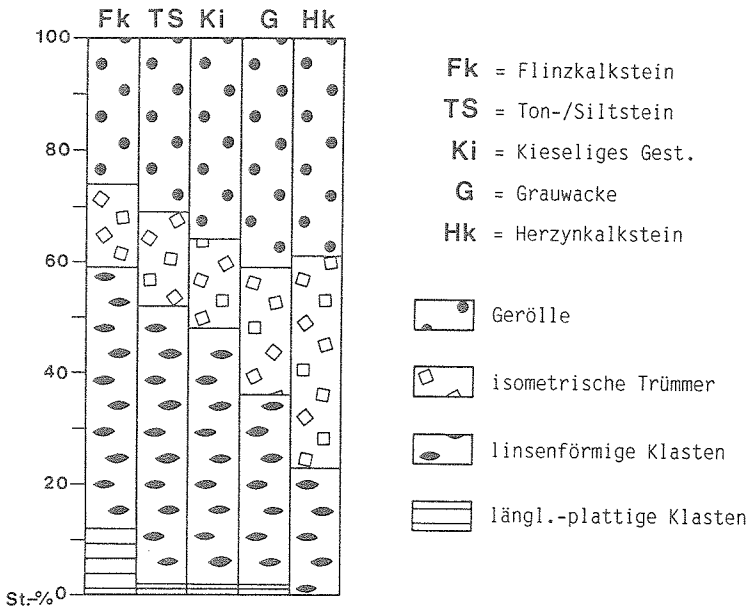 Fk TS Ki G Hk
100
80
60
40
20
St.-% 0
Fk = Flinzkalkstein
TS = Ton-/Siltstein
Ki = Kieseliges Gest.
G = Grauwacke
Hk = Herzynkalkstein
Gerölle
isometrische Trümmer
linsenförmige Klasten
längl.-plattige Klasten